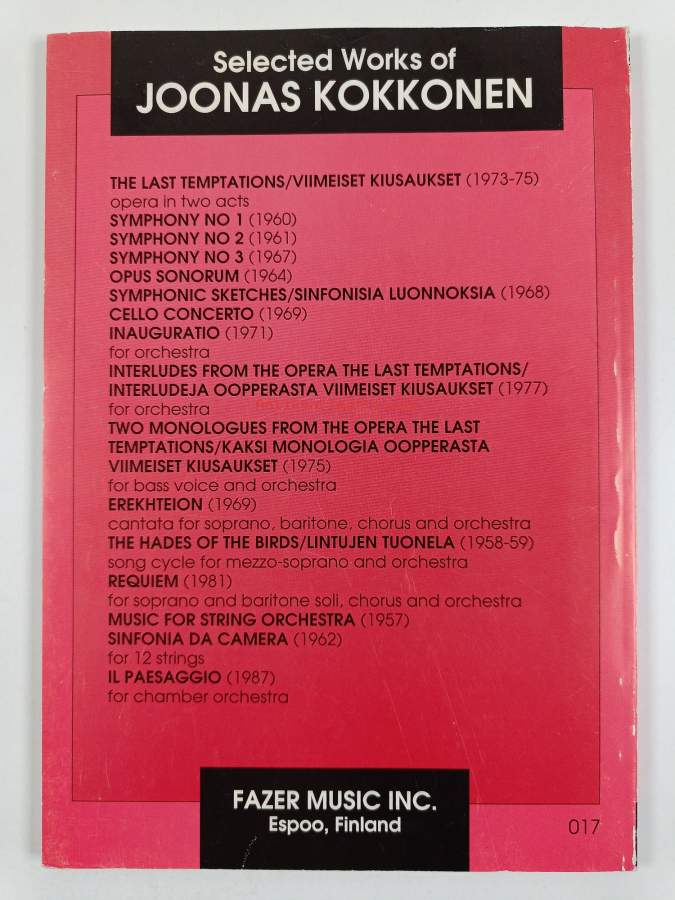 Selected Works of
JOONAS KOKKONEN
THE LAST TEMPTATIONS/VIIMEISET KIUSAUKSET (1973-75)
opera in two acts
SYMPHONY NO 1 (1960)
SYMPHONY NO 2 (1961)
SYMPHONY NO 3 (1967)
OPUS SONORUM (1964)
SYMPHONIC SKETCHES/SINFONISIA LUONNOKSIA (1968)
CELLO CONCERTO (1969)
INAUGURATIO (1971)
for orchestra
INTERLUDES FROM THE OPERA THE LAST TEMPTATIONS/
INTERLUDEJA OOPPERASTA VIIMEISET KIUSAUKSET (1977)
for orchestra
TWO MONOLOGUES FROM THE OPERA THE LAST
TEMPTATIONS/KAKSI MONOLOGIA OOPPERASTA
VIIMEISET KIUSAUKSET (1975)
for bass voice and orchestra
EREKHTEION (1969)
cantata for soprano, baritone, chorus and orchestra
THE HADES OF THE BIRDS/LINTUJEN TUONELA (1958-59)
song cycle for mezzo-soprano and orchestra
REQUIEM (1981)
for soprano and baritone soli, chorus and orchestra
MUSIC FOR STRING ORCHESTRA (1957)
SINFONIA DA CAMERA (1962)
for 12 strings
IL PAESAGGIO (1987)
for chamber orchestra
FAZER MUSIC INC.
Espoo, Finland
017